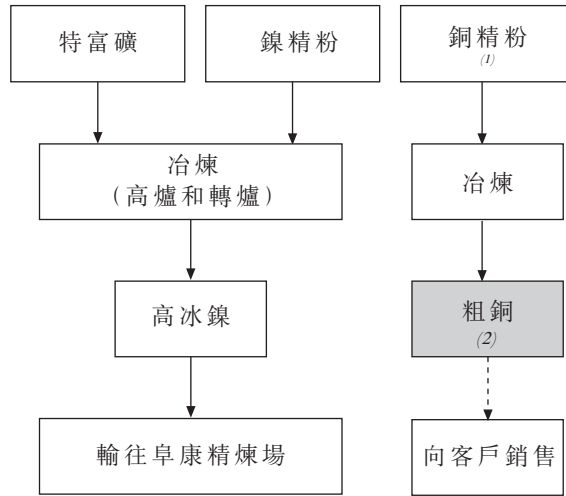 特富礦
鎳精粉
銅精粉
(1)
冶煉
(高爐和轉爐)
冶煉
高冰鎳
粗銅
(2)
輸往阜康精煉場
向客戶銷售